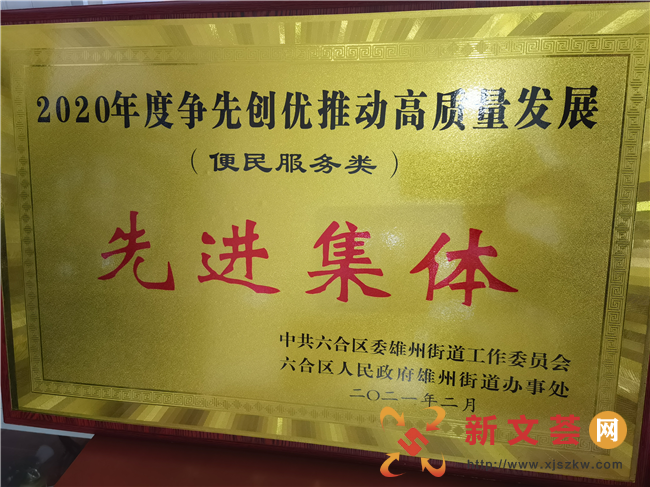 2020年度争先创优推动高质量发展
（便民服务类）
先进集体
中共六合区委雄州街道工作委员会
六合区人民政府雄州街道办事处
二〇二一年二月
新文荟网
http://www.xjszkw.com